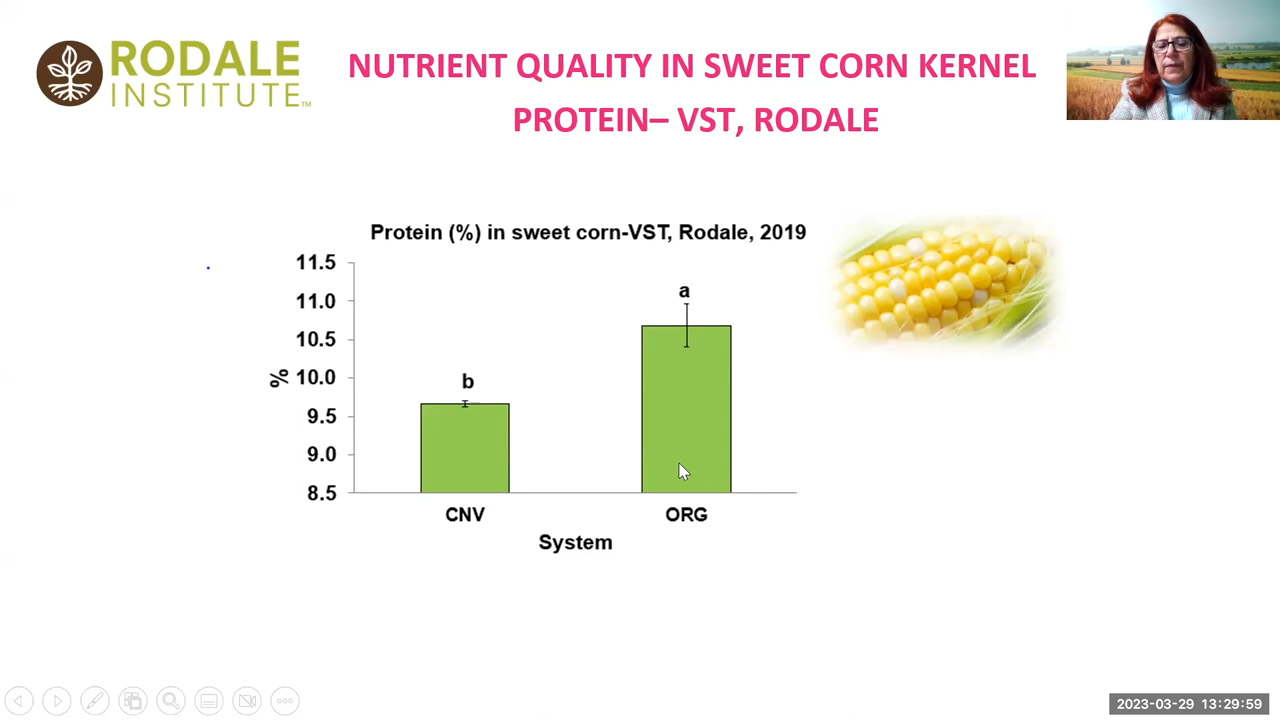 RODALE
INSTITUTE™
NUTRIENT QUALITY IN SWEET CORN KERNEL
PROTEIN– VST, RODALE
Protein (%) in sweet corn-VST, Rodale, 2019
11.5
11.0
10.5
10.0
9.5
9.0
8.5
%
b
a
CNV
ORG
System
2023-03-29 13:29:59